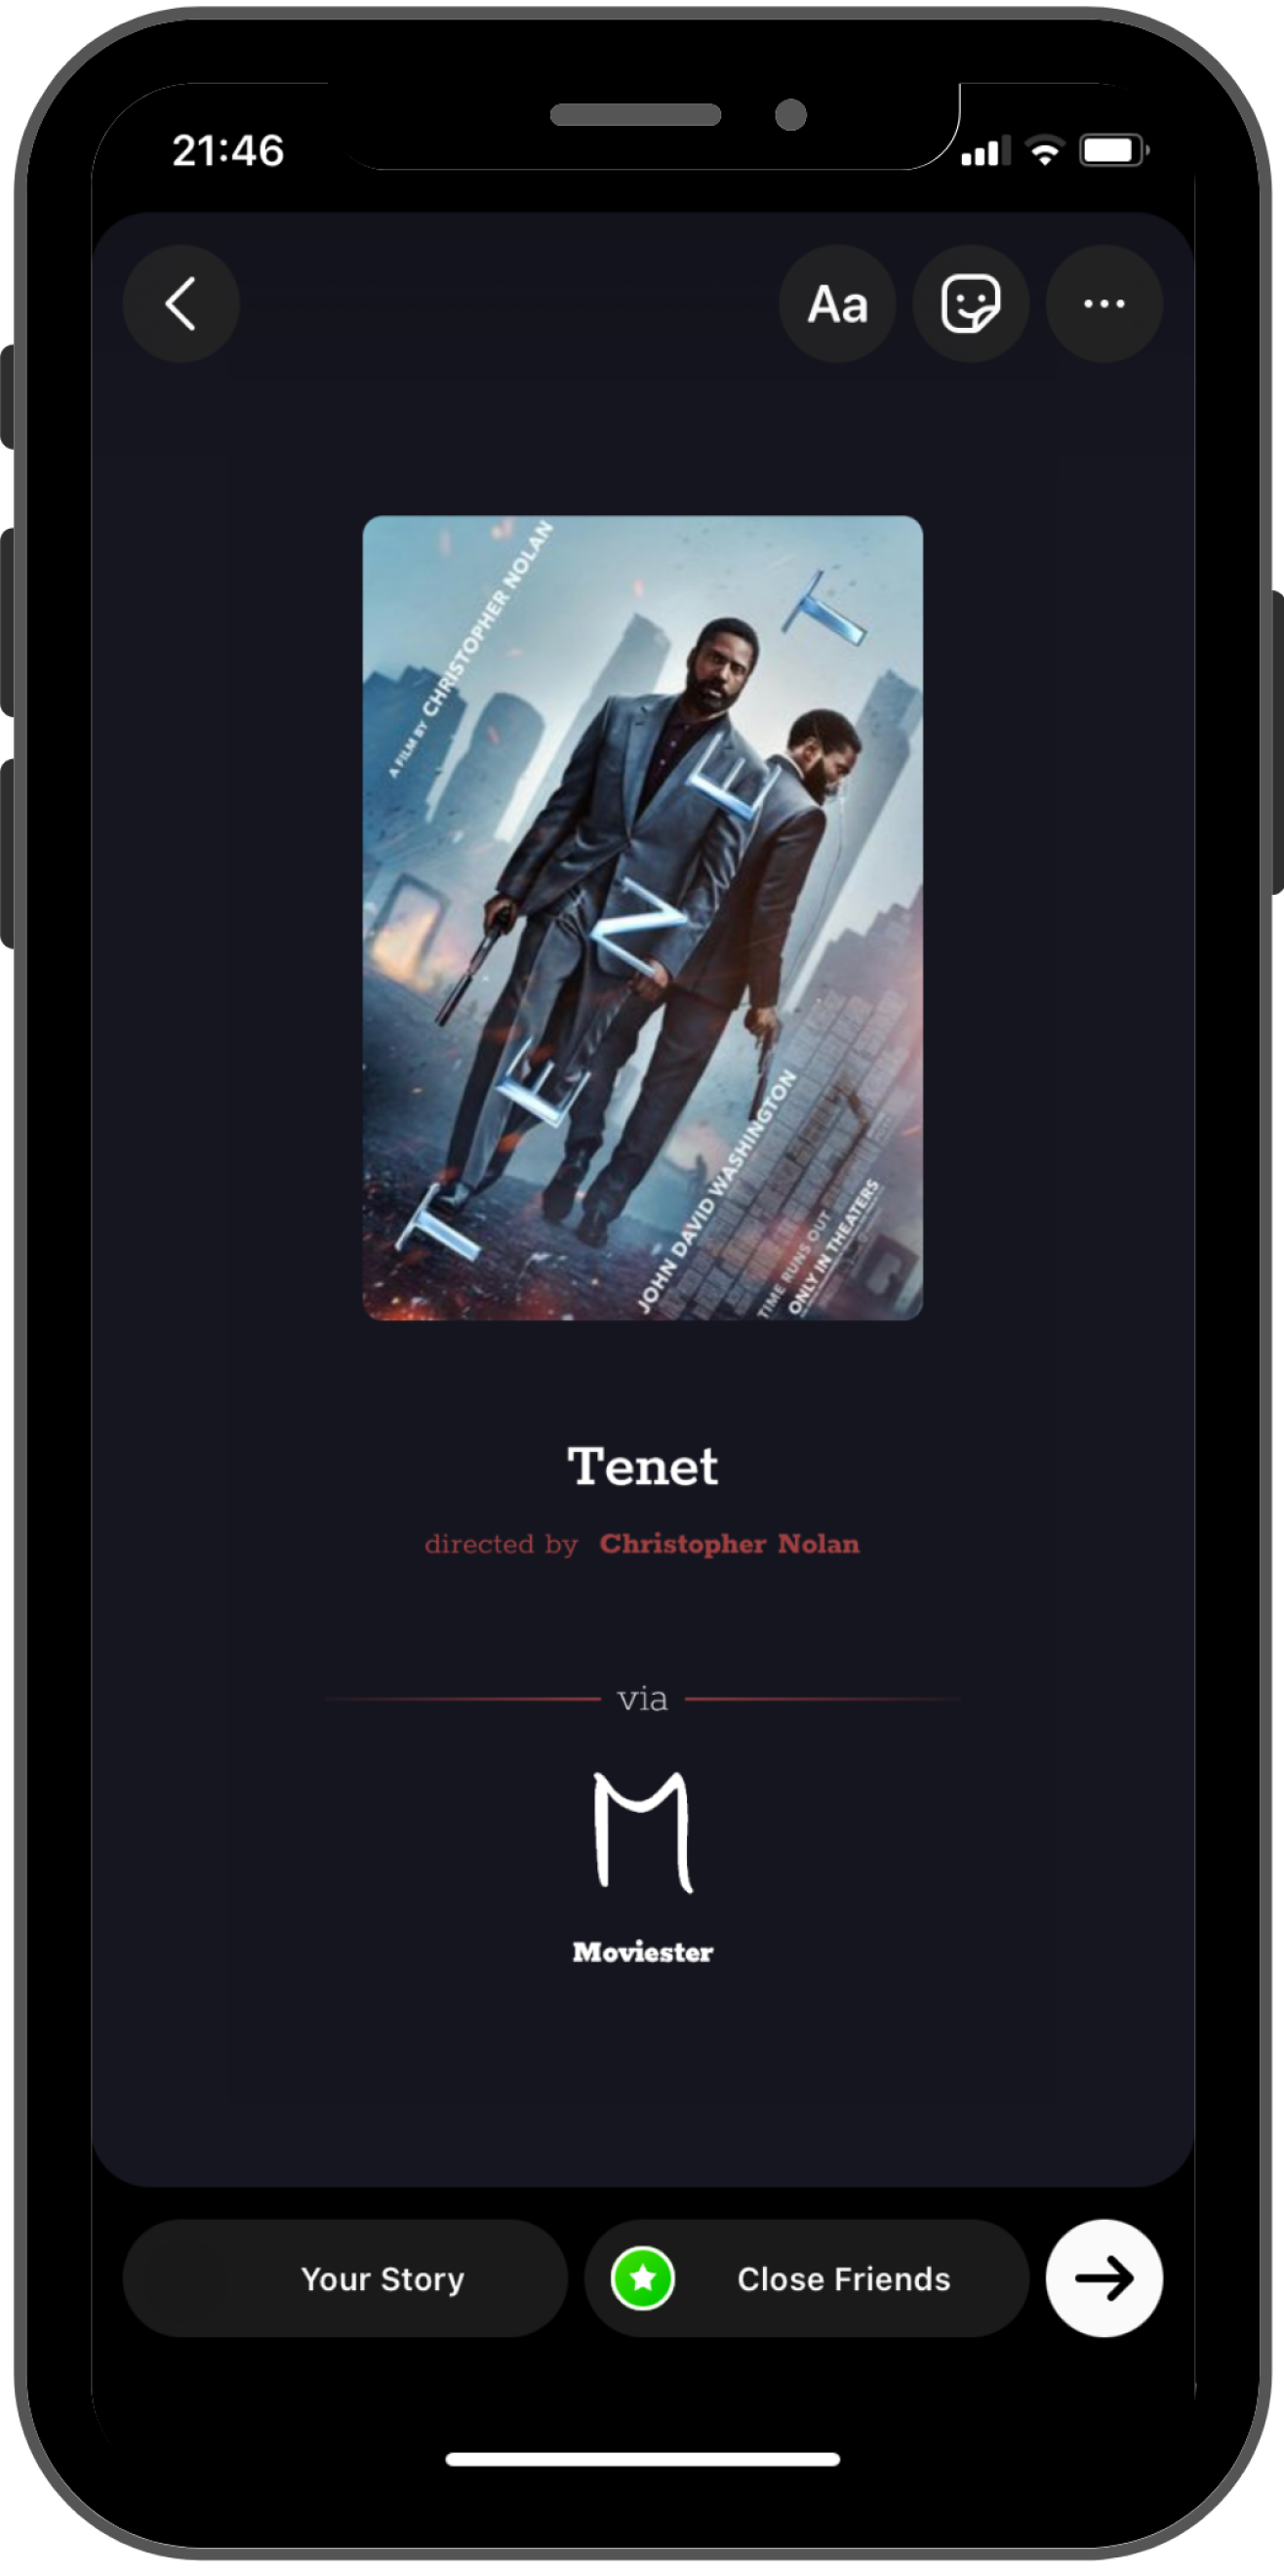 21:46
Aa
A FILM BY CHRISTOPHER NOLAN
TENET
JOHN DAVID WASHINGTON
TIME RUNS OUT
ONLY IN THEATERS
Tenet
directed by Christopher Nolan
via
M
Moviester
Your Story
Close Friends